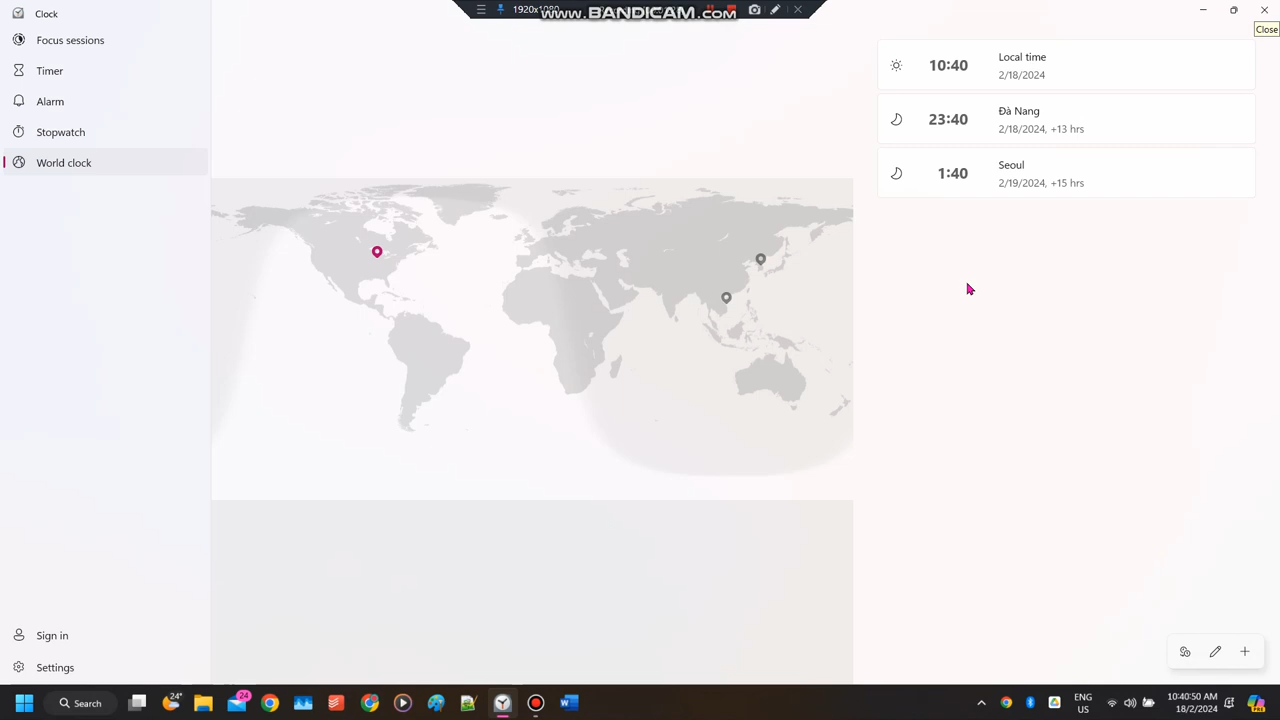 Clock
1920x1080
www.BANDICAM.com
Close
Focus sessions
Timer
Alarm
Stopwatch
World clock
10:40
Local time
2/18/2024
23:40
Đà Nang
2/18/2024, +13 hrs
1:40
Seoul
2/19/2024, +15 hrs
Sign in
Settings
Search
24°
24
ENG
US
10:40:50 AM
18/2/2024
PRE